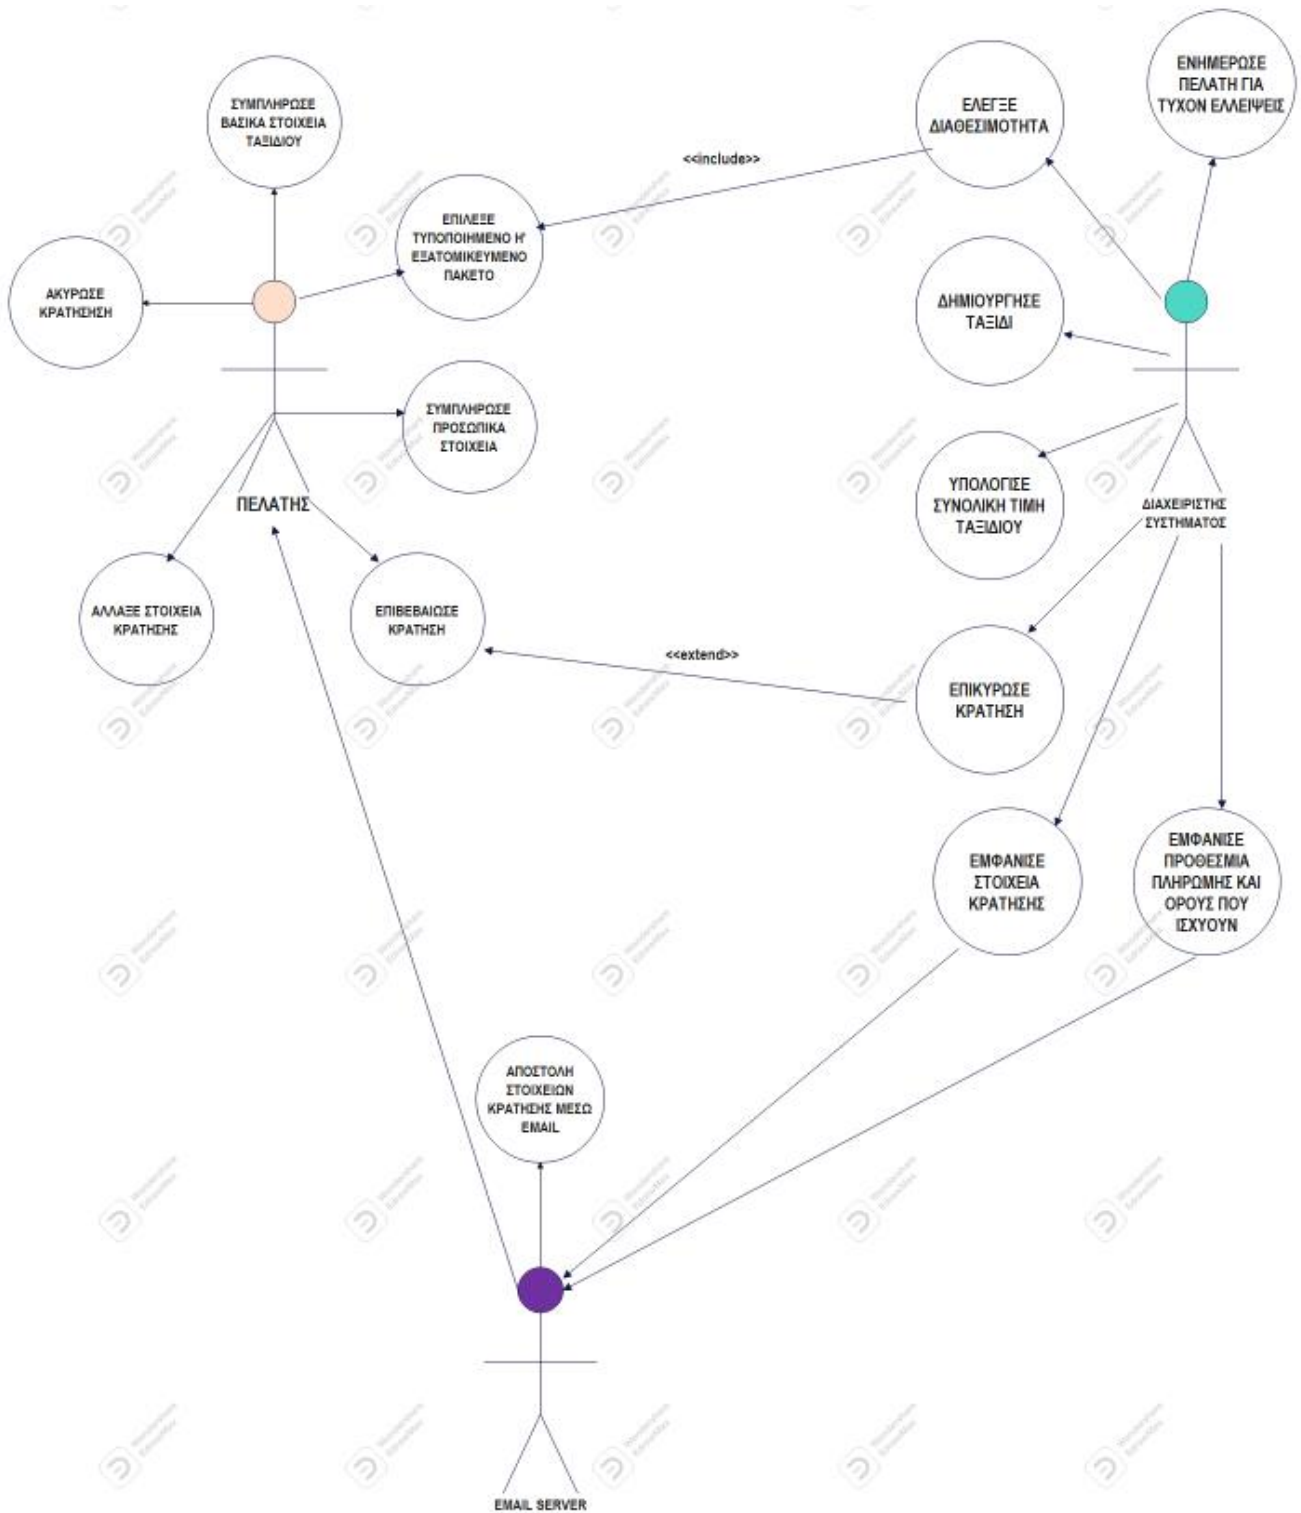 ΕΝΗΜΕΡΩΣΕ
ΠΕΛΑΤΗ ΓΙΑ
ΤΥΧΟΝ ΕΛΛΕΙΨΕΙΣ
ΕΛΕΓΞΕ
ΔΙΑΘΕΣΙΜΟΤΗΤΑ
ΣΥΜΠΛΗΡΩΣΕ
ΒΑΣΙΚΑ ΣΤΟΙΧΕΙΑ
ΤΑΞΙΔΙΟΥ
<<include>>
ΕΠΙΛΕΞΕ
ΤΥΠΟΠΟΙΗΜΕΝΟ Η'
ΕΞΑΤΟΜΙΚΕΥΜΕΝΟ
ΠΑΚΕΤΟ
ΑΚΥΡΩΣΕ
ΚΡΑΤΗΣΗΣΗ
ΔΗΜΙΟΥΡΓΗΣΕ
ΤΑΞΙΔΙ
ΣΥΜΠΛΗΡΩΣΕ
ΠΡΟΣΩΠΙΚΑ
ΣΤΟΙΧΕΙΑ
ΥΠΟΛΟΓΙΣΕ
ΣΥΝΟΛΙΚΗ ΤΙΜΗ
ΤΑΞΙΔΙΟΥ
ΠΕΛΑΤΗΣ
ΔΙΑΧΕΙΡΙΣΤΗΣ
ΣΥΣΤΗΜΑΤΟΣ
ΑΛΛΑΞΕ ΣΤΟΙΧΕΙΑ
ΚΡΑΤΗΣΗΣ
ΕΠΙΒΕΒΑΙΩΣΕ
ΚΡΑΤΗΣΗ
<<extend>>
ΕΠΙΚΥΡΩΣΕ
ΚΡΑΤΗΣΗ
ΕΜΦΑΝΙΣΕ
ΣΤΟΙΧΕΙΑ
ΚΡΑΤΗΣΗΣ
ΕΜΦΑΝΙΣΕ
ΠΡΟΘΕΣΜΙΑ
ΠΛΗΡΩΜΗΣ ΚΑΙ
ΟΡΟΥΣ ΠΟΥ
ΙΣΧΥΟΥΝ
ΑΠΟΣΤΟΛΗ
ΣΤΟΙΧΕΙΩΝ
ΚΡΑΤΗΣΗΣ ΜΕΣΩ
EMAIL
EMAIL SERVER